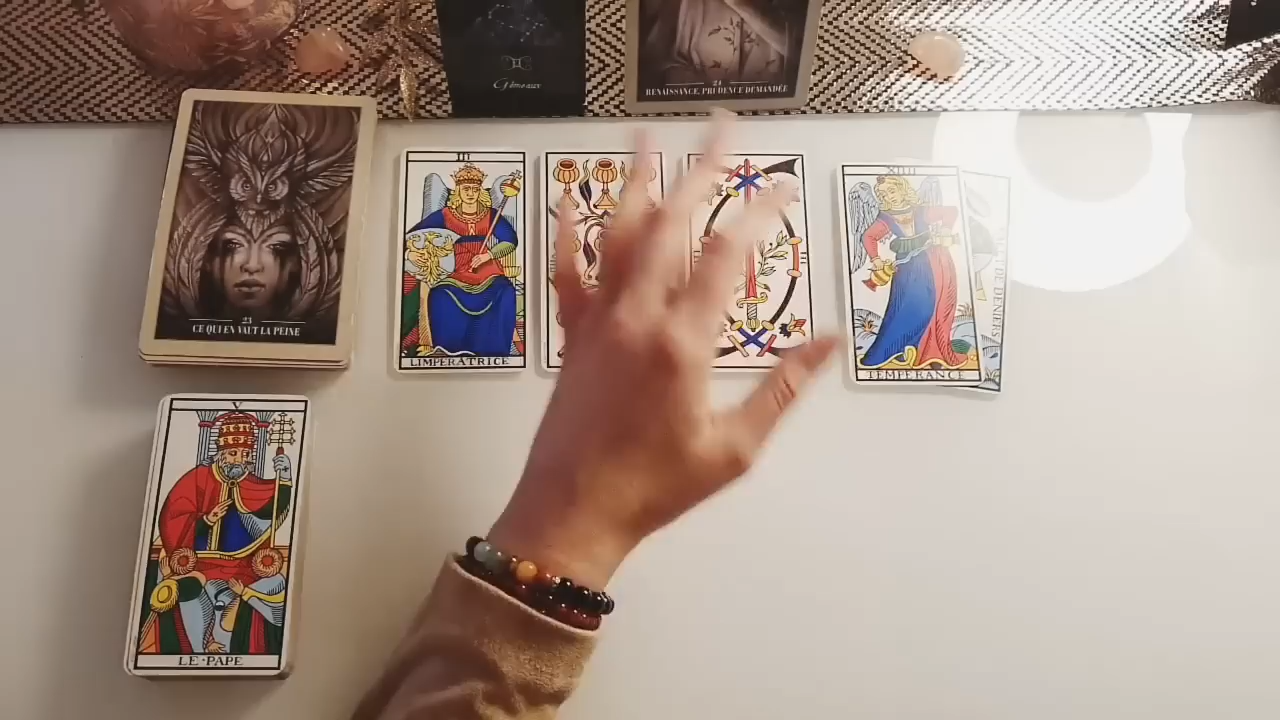 Gémeaux
21
RENAISSANCE, PRUDENCE DEMANDÉE
23
CE QUI EN VAUT LA PEINE
III
L'IMPERATRICE
XIIII
TEMPERANCE
DE DENIERS
V
LE·PAPE